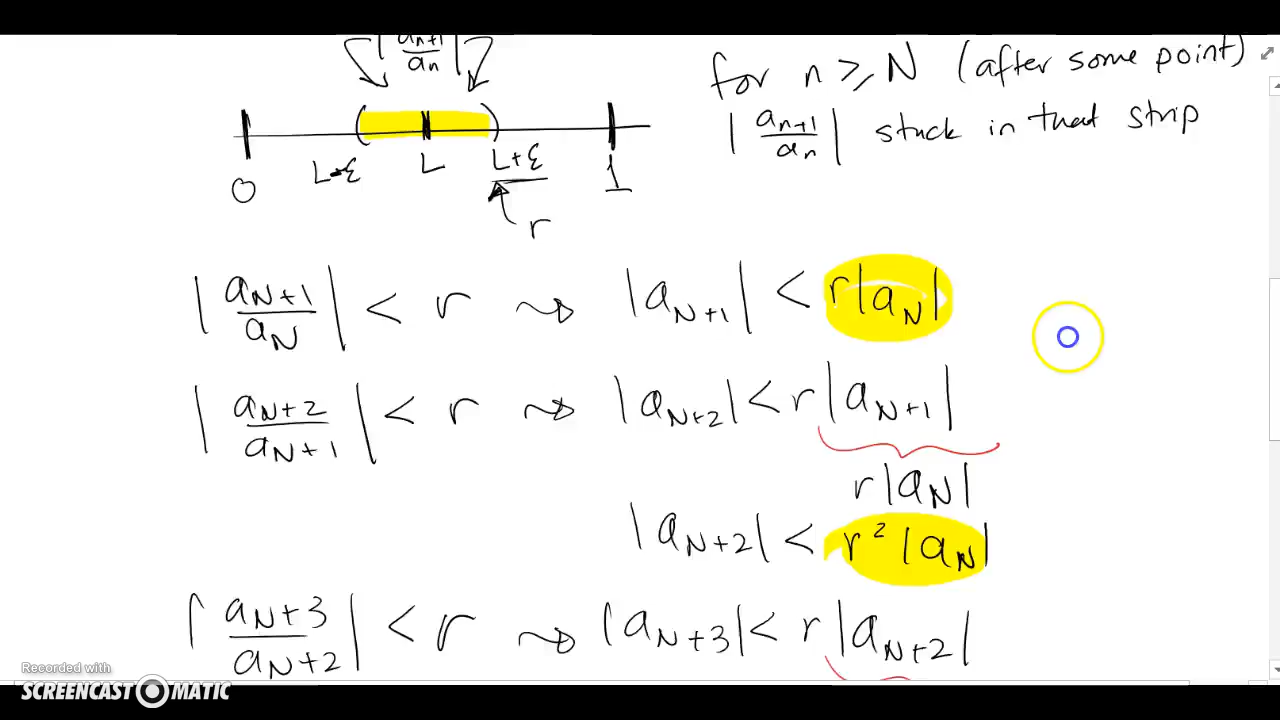 |aₙ₊₁/aₙ|
for n ≥ N (after some point)
|aₙ₊₁/aₙ| stuck in that strip
0 L-ε L L+ε 1
r
|a_{N+1}/a_N| < r ⇝ |a_{N+1}| < r|a_N|
|a_{N+2}/a_{N+1}| < r ⇝ |a_{N+2}| < r|a_{N+1}|
r|a_N|
|a_{N+2}| < r²|a_N|
|a_{N+3}/a_{N+2}| < r ⇝ |a_{N+3}| < r|a_{N+2}|
Recorded with
SCREENCAST-O-MATIC